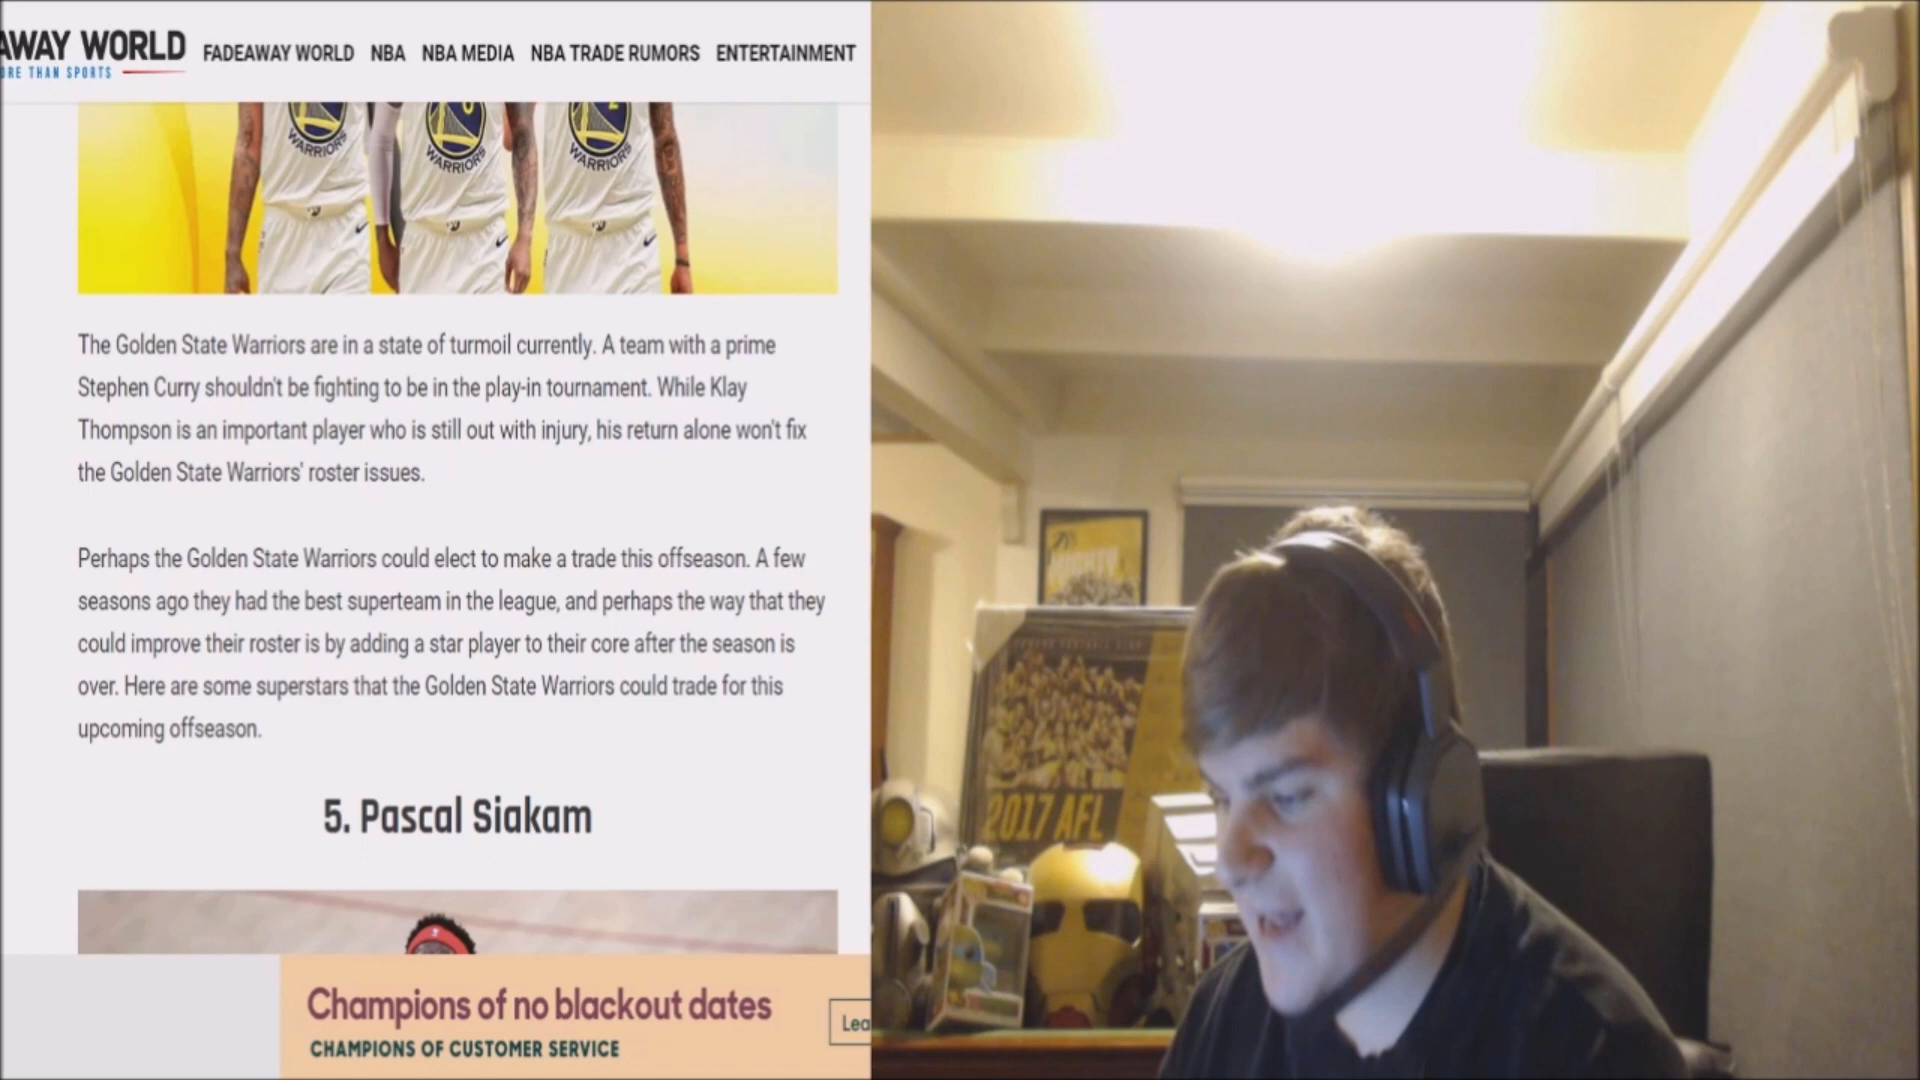 AWAY WORLD
ORE THAN SPORTS
FADEAWAY WORLD NBA NBA MEDIA NBA TRADE RUMORS ENTERTAINMENT
WARRIORS WARRIORS WARRIORS
The Golden State Warriors are in a state of turmoil currently. A team with a prime
Stephen Curry shouldn't be fighting to be in the play-in tournament. While Klay
Thompson is an important player who is still out with injury, his return alone won't fix
the Golden State Warriors' roster issues.
Perhaps the Golden State Warriors could elect to make a trade this offseason. A few
seasons ago they had the best superteam in the league, and perhaps the way that they
could improve their roster is by adding a star player to their core after the season is
over. Here are some superstars that the Golden State Warriors could trade for this
upcoming offseason.
5. Pascal Siakam
Champions of no blackout dates
CHAMPIONS OF CUSTOMER SERVICE
Lea
MIGHTY
2017 AFL